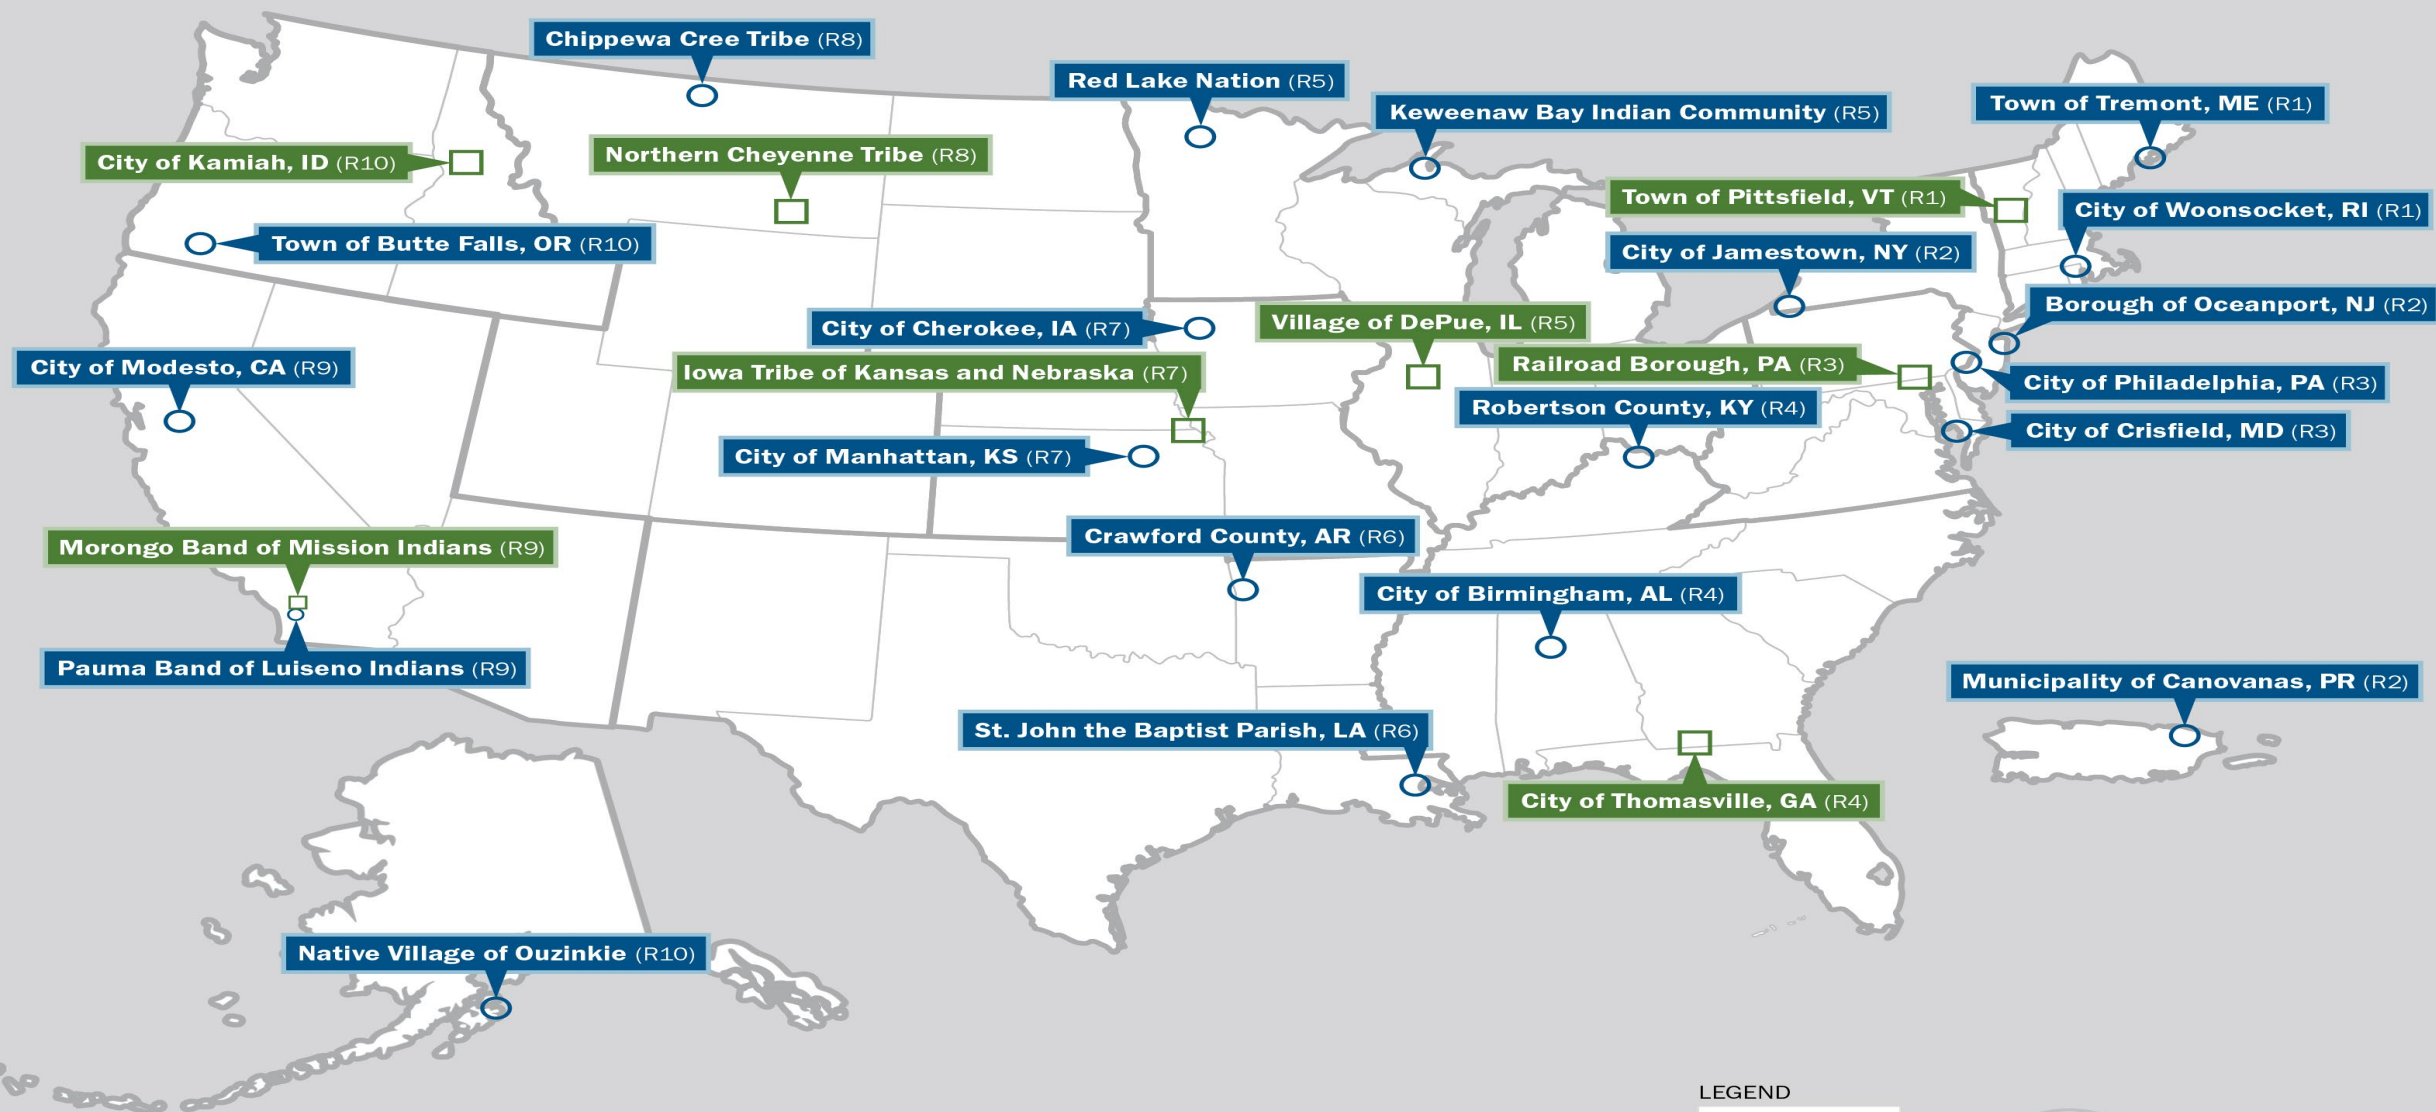 Chippewa Cree Tribe (R8)
Red Lake Nation (R5)
Keweenaw Bay Indian Community (R5)
Town of Tremont, ME (R1)
City of Kamiah, ID (R10)
Northern Cheyenne Tribe (R8)
Town of Pittsfield, VT (R1)
City of Woonsocket, RI (R1)
Town of Butte Falls, OR (R10)
City of Jamestown, NY (R2)
Borough of Oceanport, NJ (R2)
City of Cherokee, IA (R7)
Village of DePue, IL (R5)
City of Modesto, CA (R9)
Iowa Tribe of Kansas and Nebraska (R7)
Railroad Borough, PA (R3)
City of Philadelphia, PA (R3)
Robertson County, KY (R4)
City of Crisfield, MD (R3)
City of Manhattan, KS (R7)
Morongo Band of Mission Indians (R9)
Crawford County, AR (R6)
City of Birmingham, AL (R4)
Pauma Band of Luiseno Indians (R9)
Municipality of Canovanas, PR (R2)
St. John the Baptist Parish, LA (R6)
City of Thomasville, GA (R4)
Native Village of Ouzinkie (R10)
LEGEND